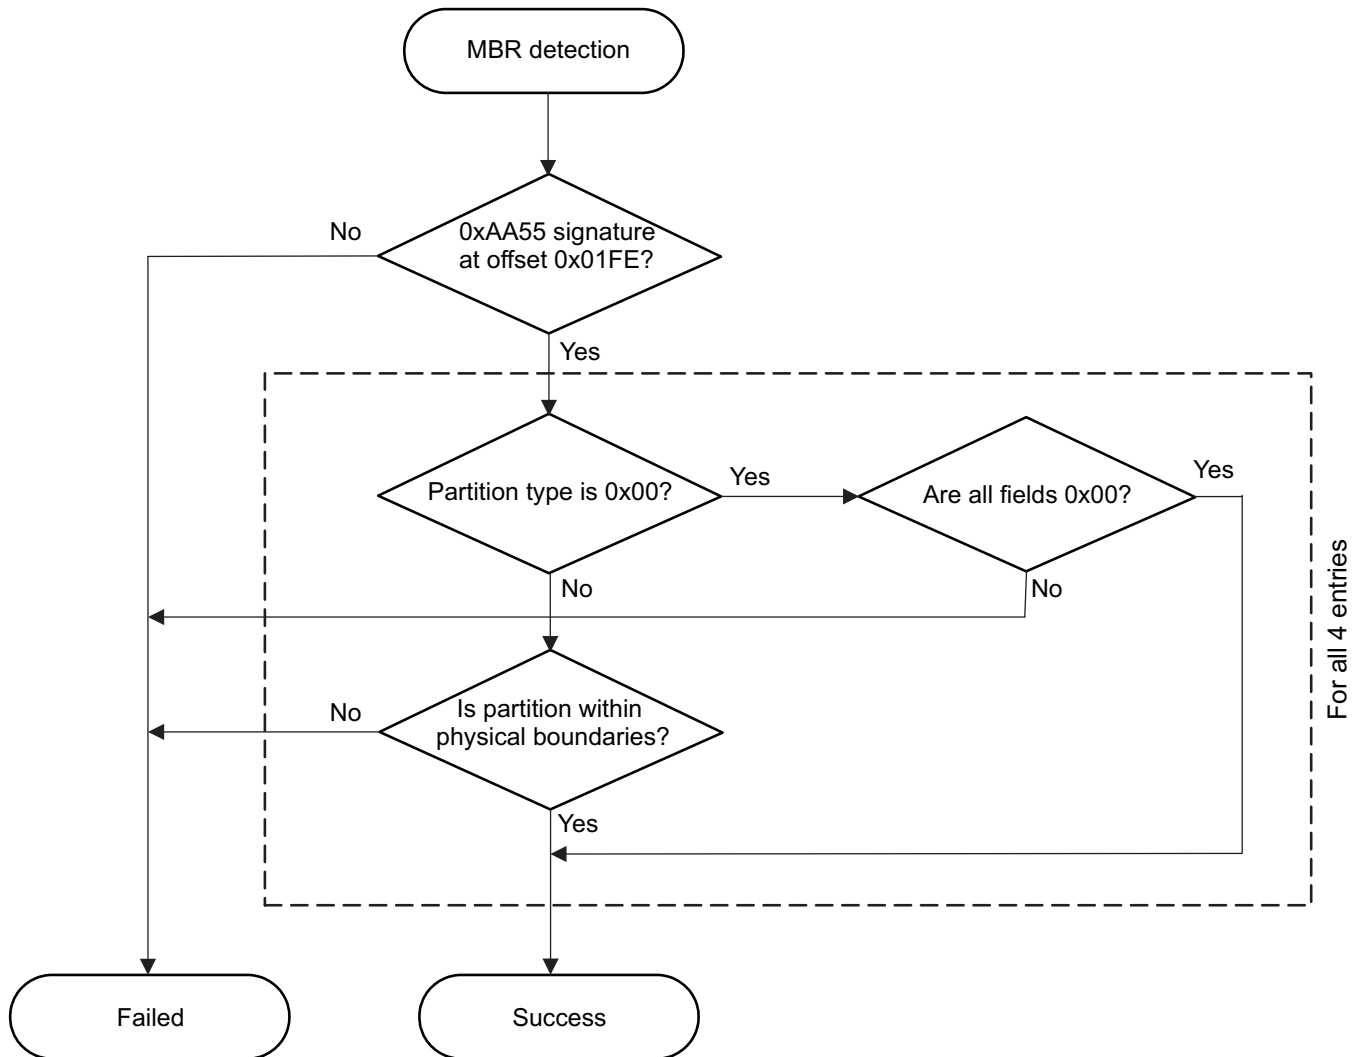 MBR detection
No
0xAA55 signature
at offset 0x01FE?
Yes
Partition type is 0x00?
Yes
Are all fields 0x00?
Yes
No
No
For all 4 entries
No
Is partition within
physical boundaries?
Yes
Failed
Success